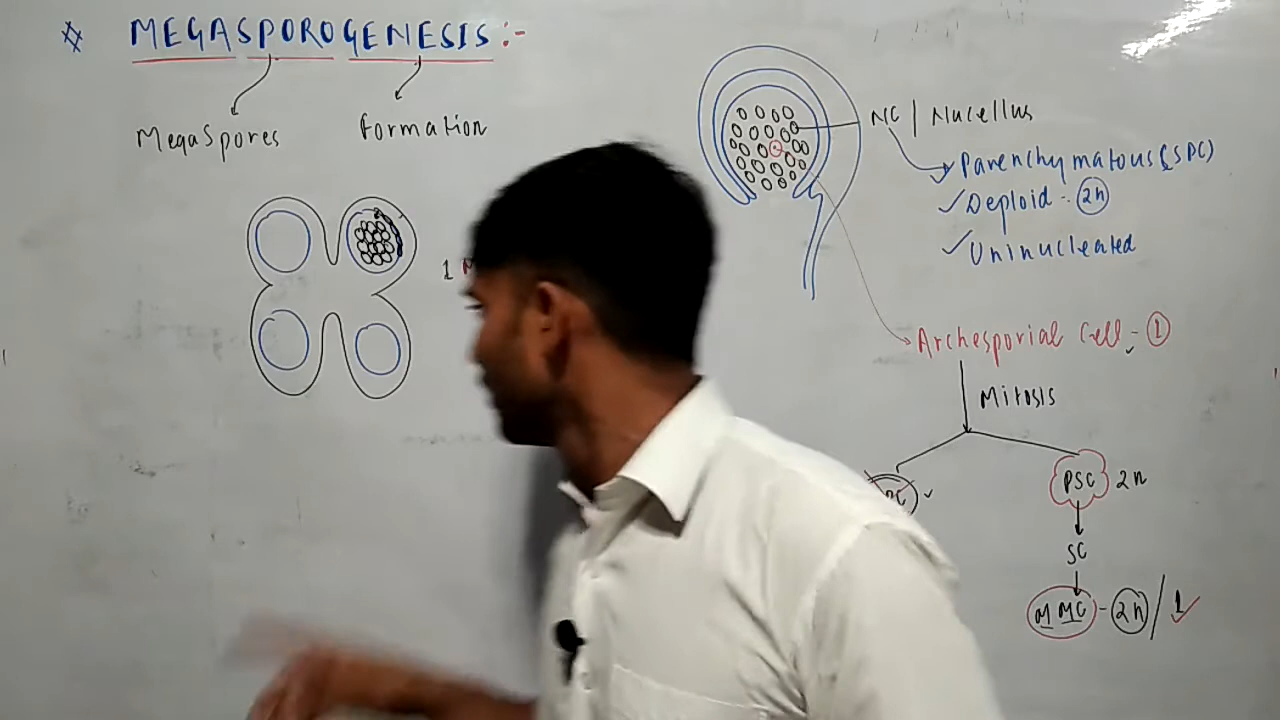 MEGASPOROGENESIS :-
MegaSpores
Formation
NC | Nucellus
Parenchymatous (SPC)
✓ Deploid - 2n
✓ Uninucleated
1
Archesporial Cell - 1
Mitosis
PSC 2n
SC
MMC - 2n / 1 ✓